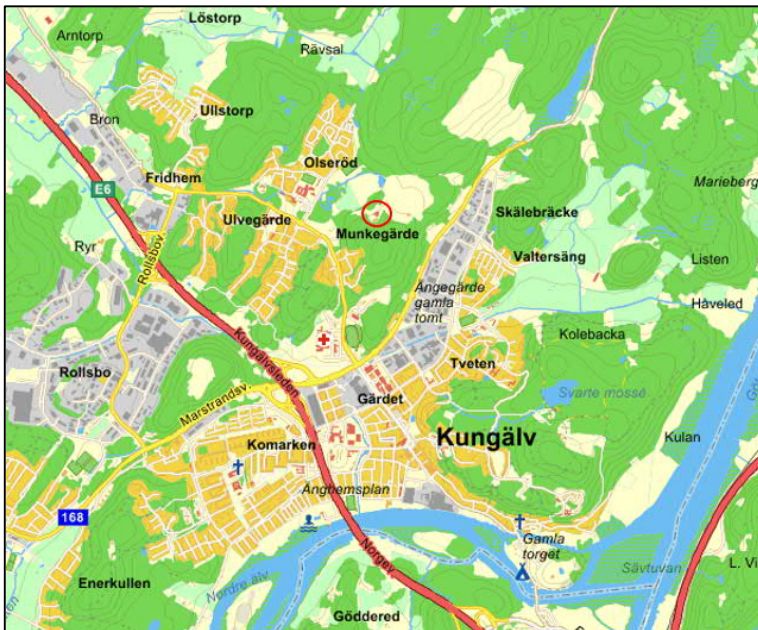 Löstorp
Arntorp
Rävsal
Ullstorp
Bron
Olseröd
Fridhem
Marieberg
E6
Skälebräcke
Ulvegärde
Munkegärde
Ryr
Rollsbov.
Valtersäng
Listen
Ängegärde
gamla
tomt
Håveled
Kungälvsleden
Kolebacka
Rollsbo
Tveten
Marstrandsv.
Gärdet
Svarte mosse
Komarken
Kungälv
Kulan
Änghemsplan
168
Gamla
torget
Norgev.
Nordre älv
Sävtuvan
L. Vi
Enerkullen
Göddered